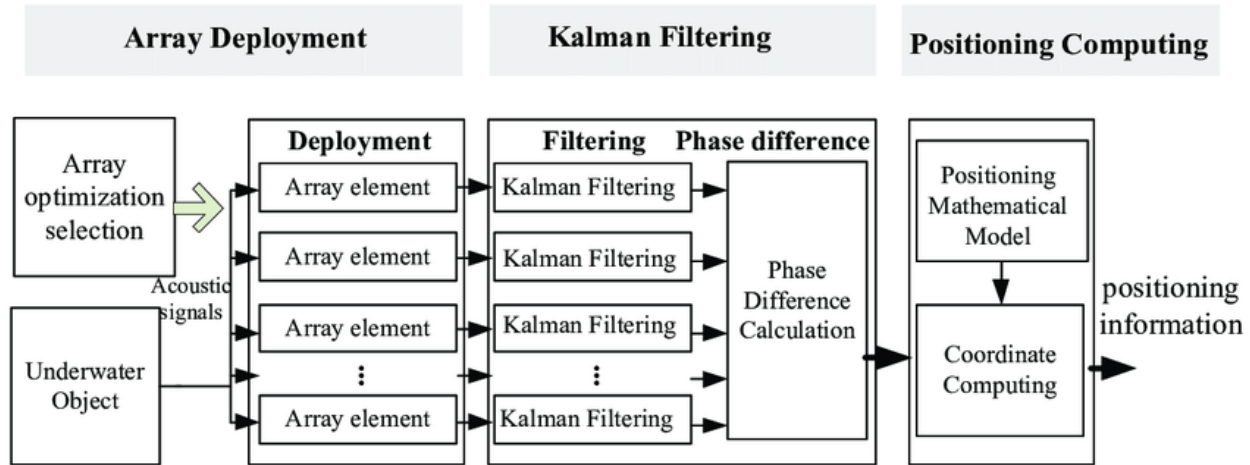 Array Deployment
Kalman Filtering
Positioning Computing
Array
optimization
selection
Acoustic
signals
Underwater
Object
Deployment
Array element
Array element
Array element
⋮
Array element
Filtering
Phase difference
Kalman Filtering
Kalman Filtering
Kalman Filtering
⋮
Kalman Filtering
Phase
Difference
Calculation
Positioning
Mathematical
Model
Coordinate
Computing
positioning
information